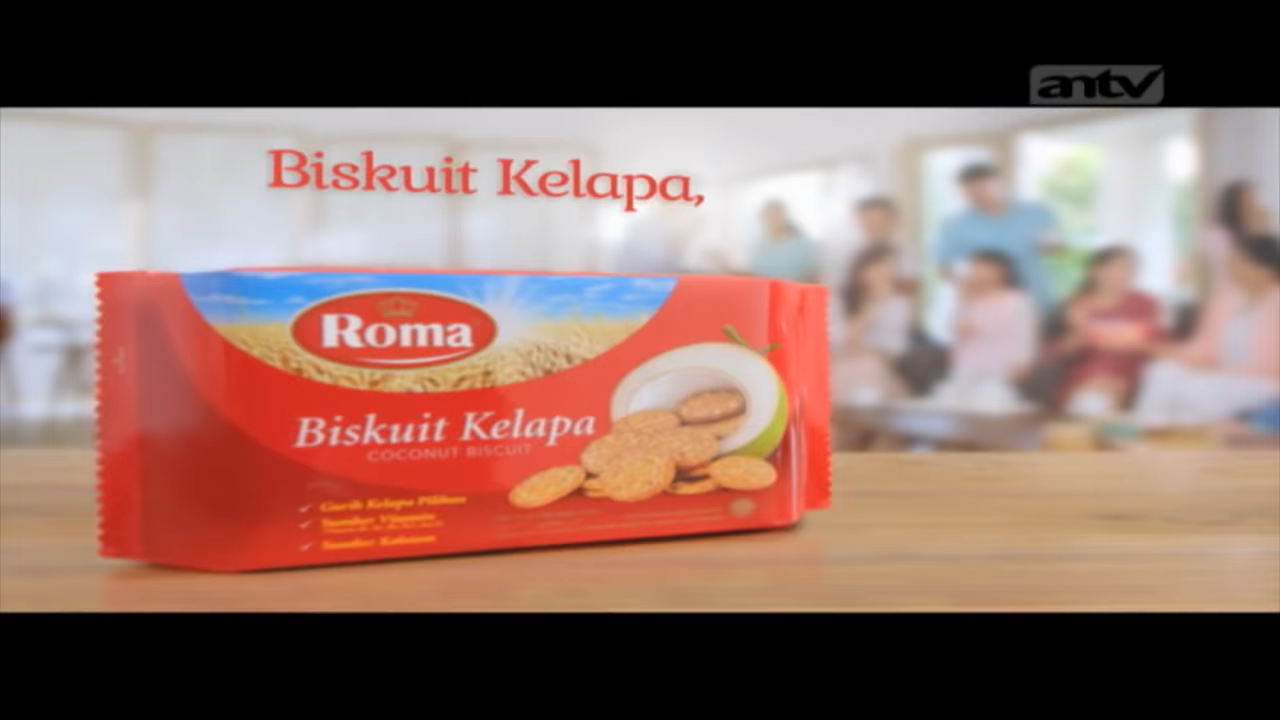 antv
Biskuit Kelapa,
Roma
Biskuit Kelapa
COCONUT BISCUIT
Gurih Kelapa Pilihan
Sumber Vitamin
Sumber Kalsium